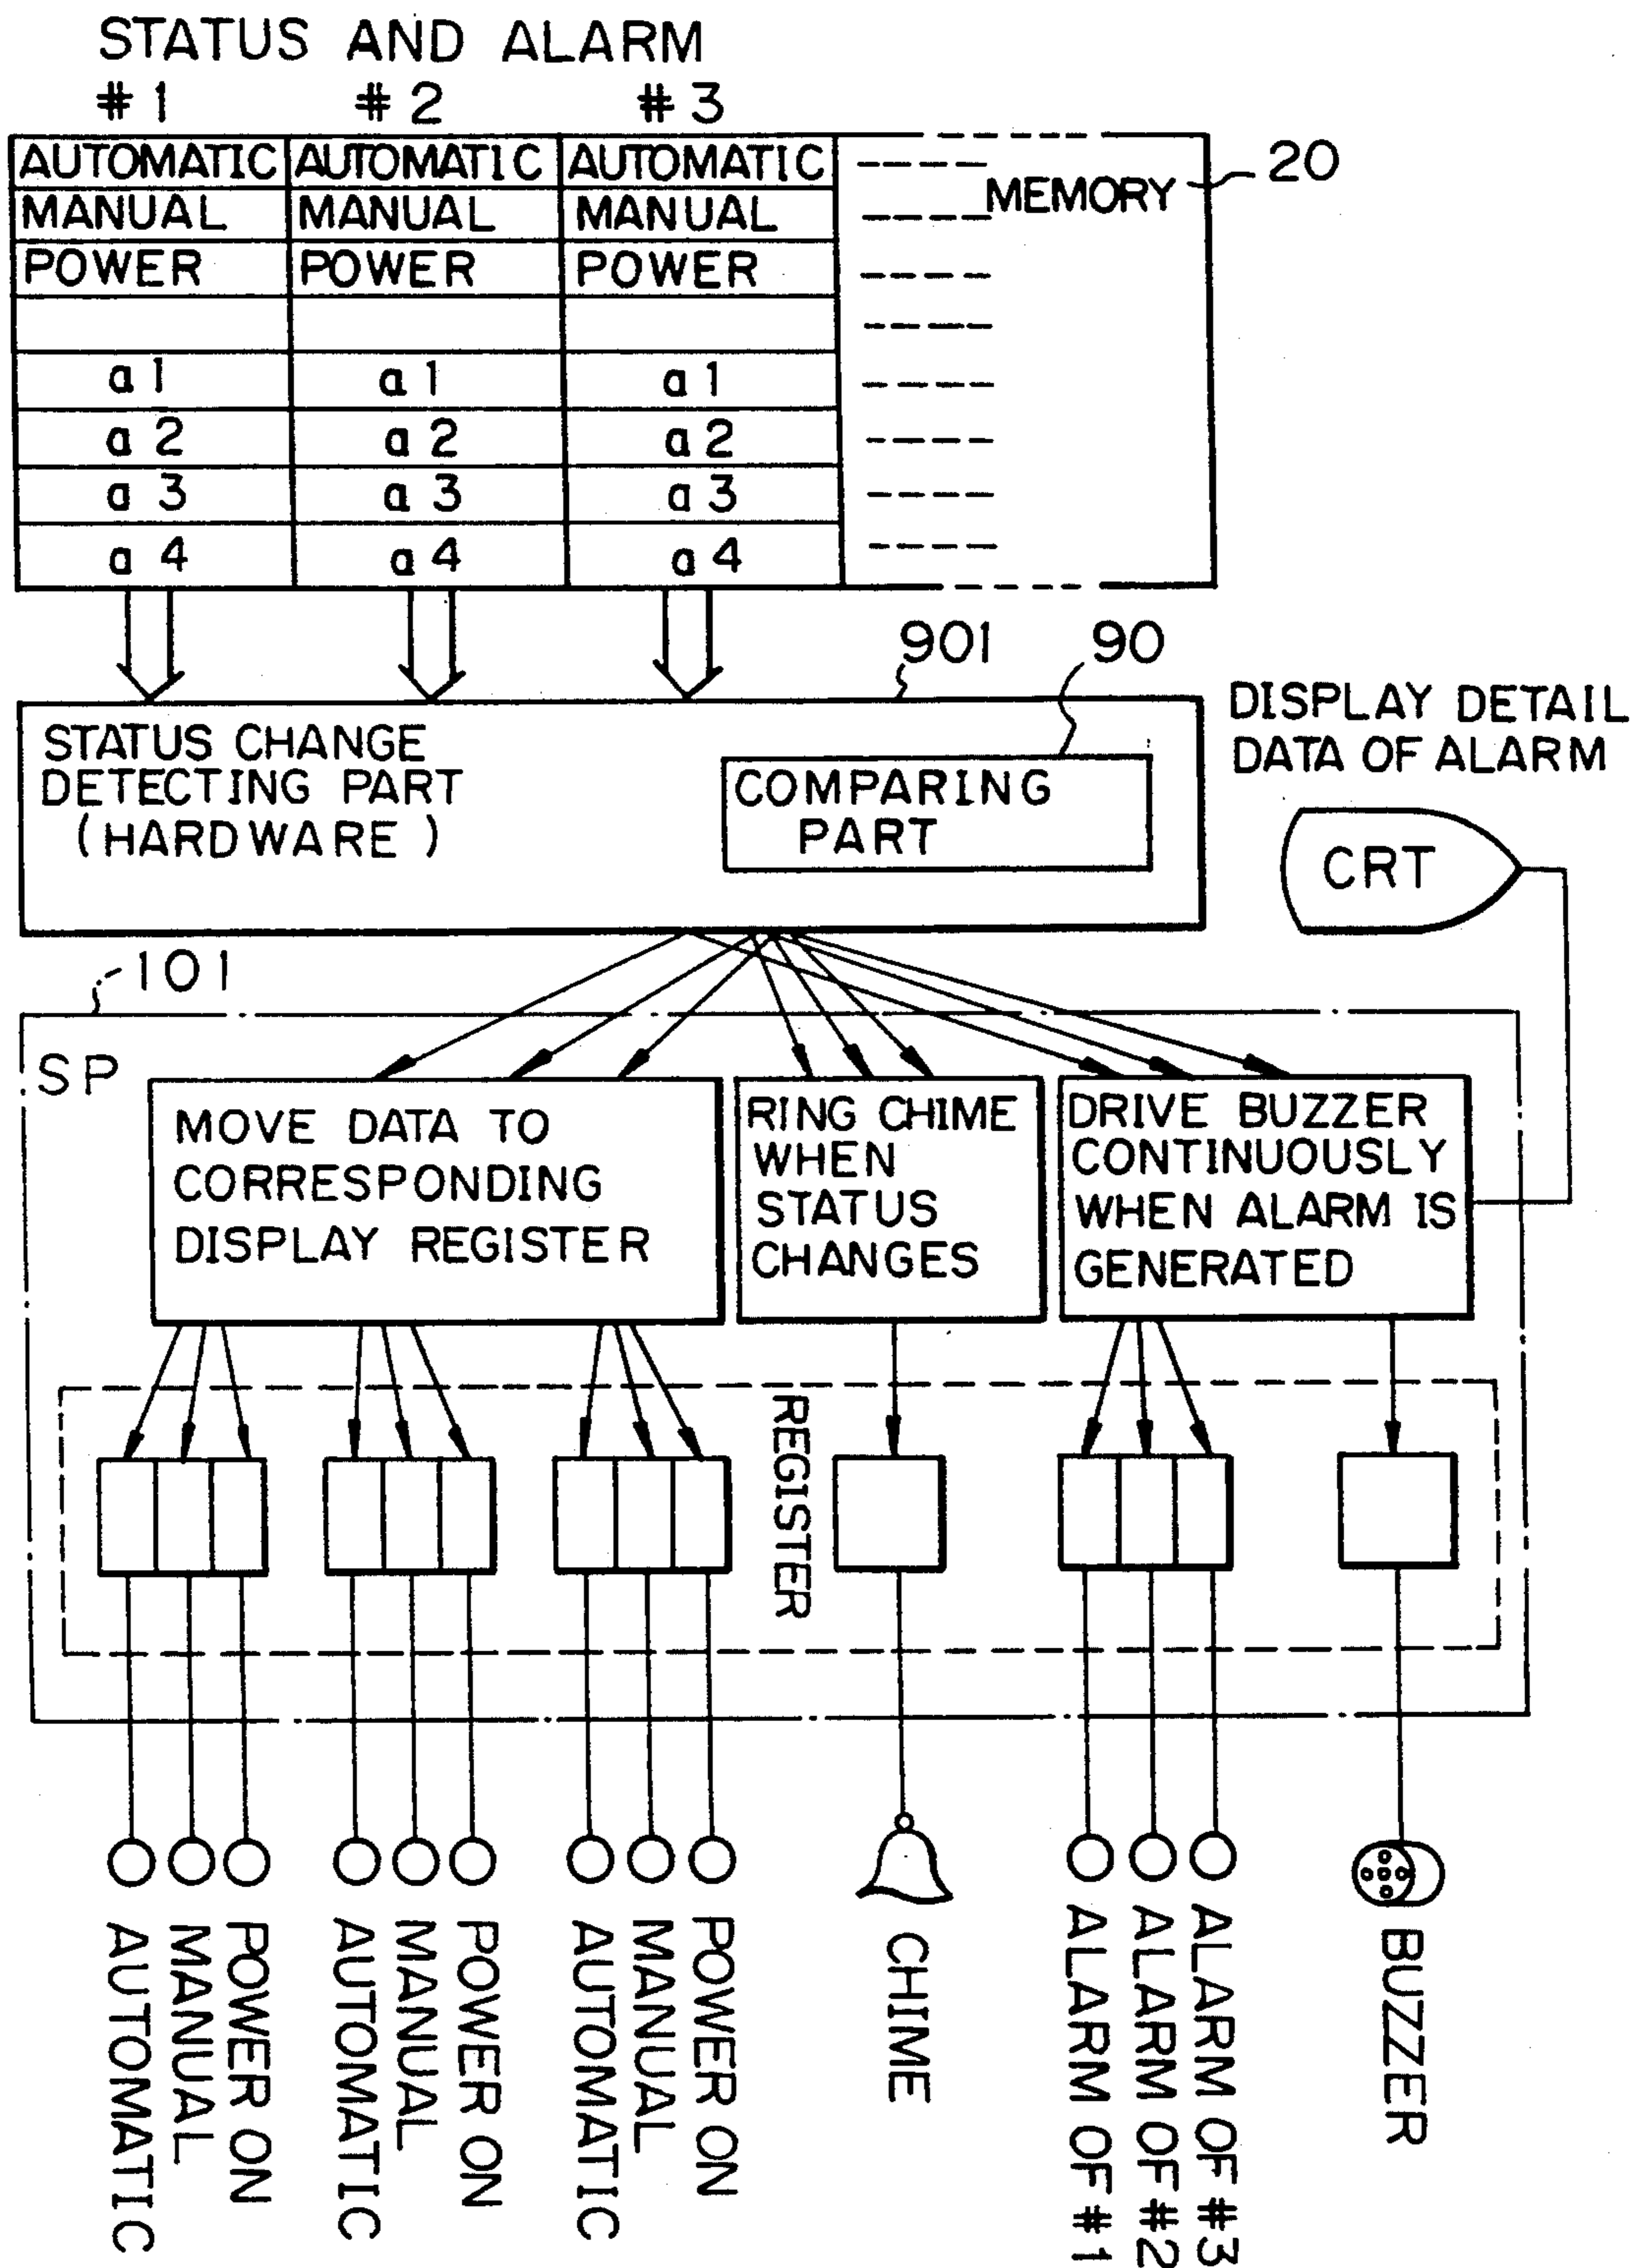 STATUS AND ALARM
#1 #2 #3
AUTOMATIC AUTOMATIC AUTOMATIC
MANUAL MANUAL MANUAL
POWER POWER POWER
MEMORY 20
a1 a1 a1
a2 a2 a2
a3 a3 a3
a4 a4 a4
901 90
STATUS CHANGE
DETECTING PART
(HARDWARE)
COMPARING
PART
DISPLAY DETAIL
DATA OF ALARM
CRT
101
SP
MOVE DATA TO
CORRESPONDING
DISPLAY REGISTER
RING CHIME
WHEN
STATUS
CHANGES
DRIVE BUZZER
CONTINUOUSLY
WHEN ALARM IS
GENERATED
REGISTER
AUTOMATIC
MANUAL
POWER ON
AUTOMATIC
MANUAL
POWER ON
AUTOMATIC
MANUAL
POWER ON
CHIME
ALARM OF #1
ALARM OF #2
ALARM OF #3
BUZZER